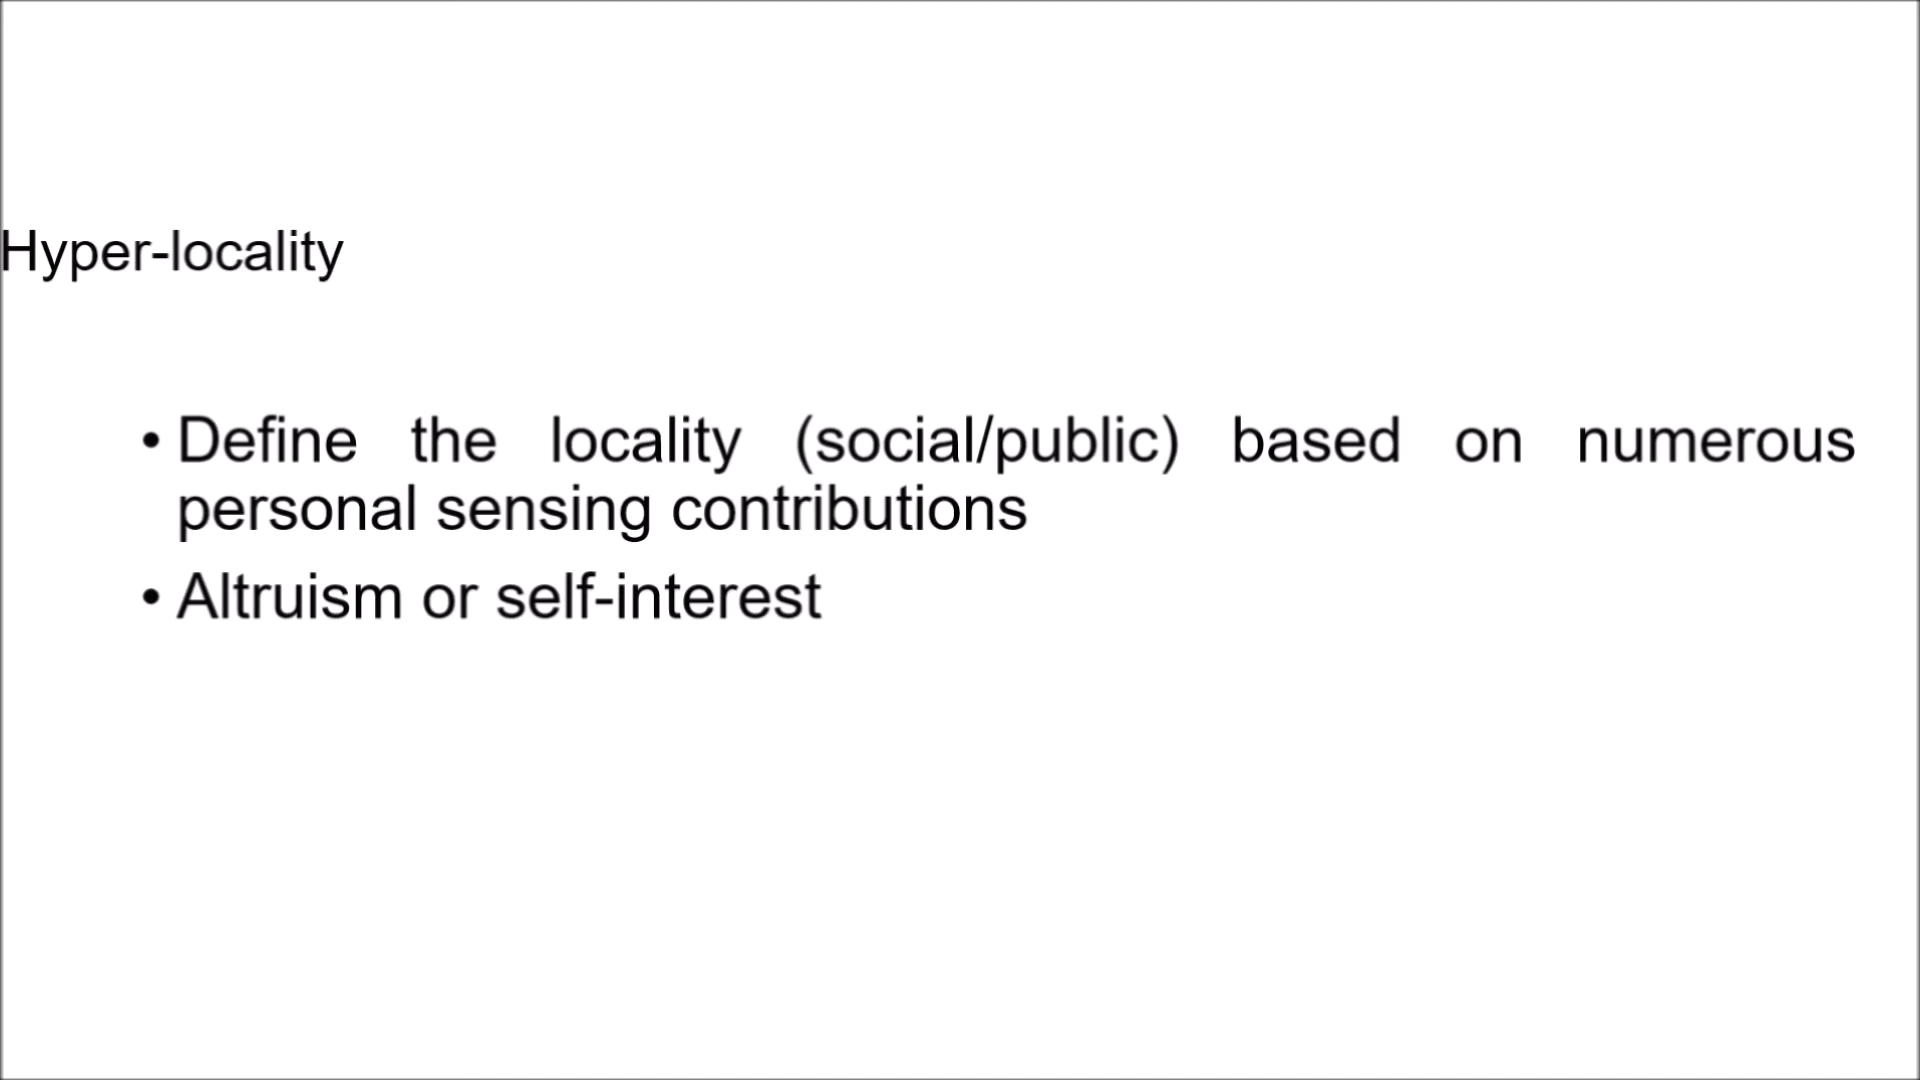 Hyper-locality
• Define the locality (social/public) based on numerous
personal sensing contributions
• Altruism or self-interest